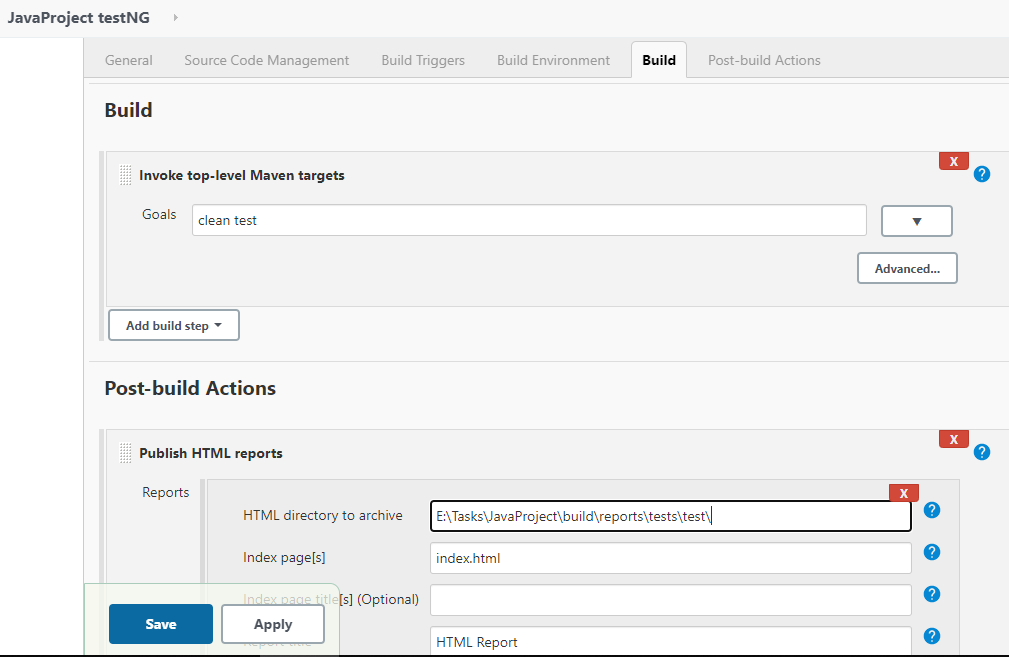 JavaProject testNG
General Source Code Management Build Triggers Build Environment Build Post-build Actions
Build
X
Invoke top-level Maven targets ?
Goals clean test ▼
Advanced...
Add build step
Post-build Actions
X
Publish HTML reports ?
Reports X
HTML directory to archive E:\Tasks\JavaProject\build\reports\tests\test\ ?
Index page[s] index.html ?
Index page title[s] (Optional) ?
Save Apply
Report title HTML Report ?